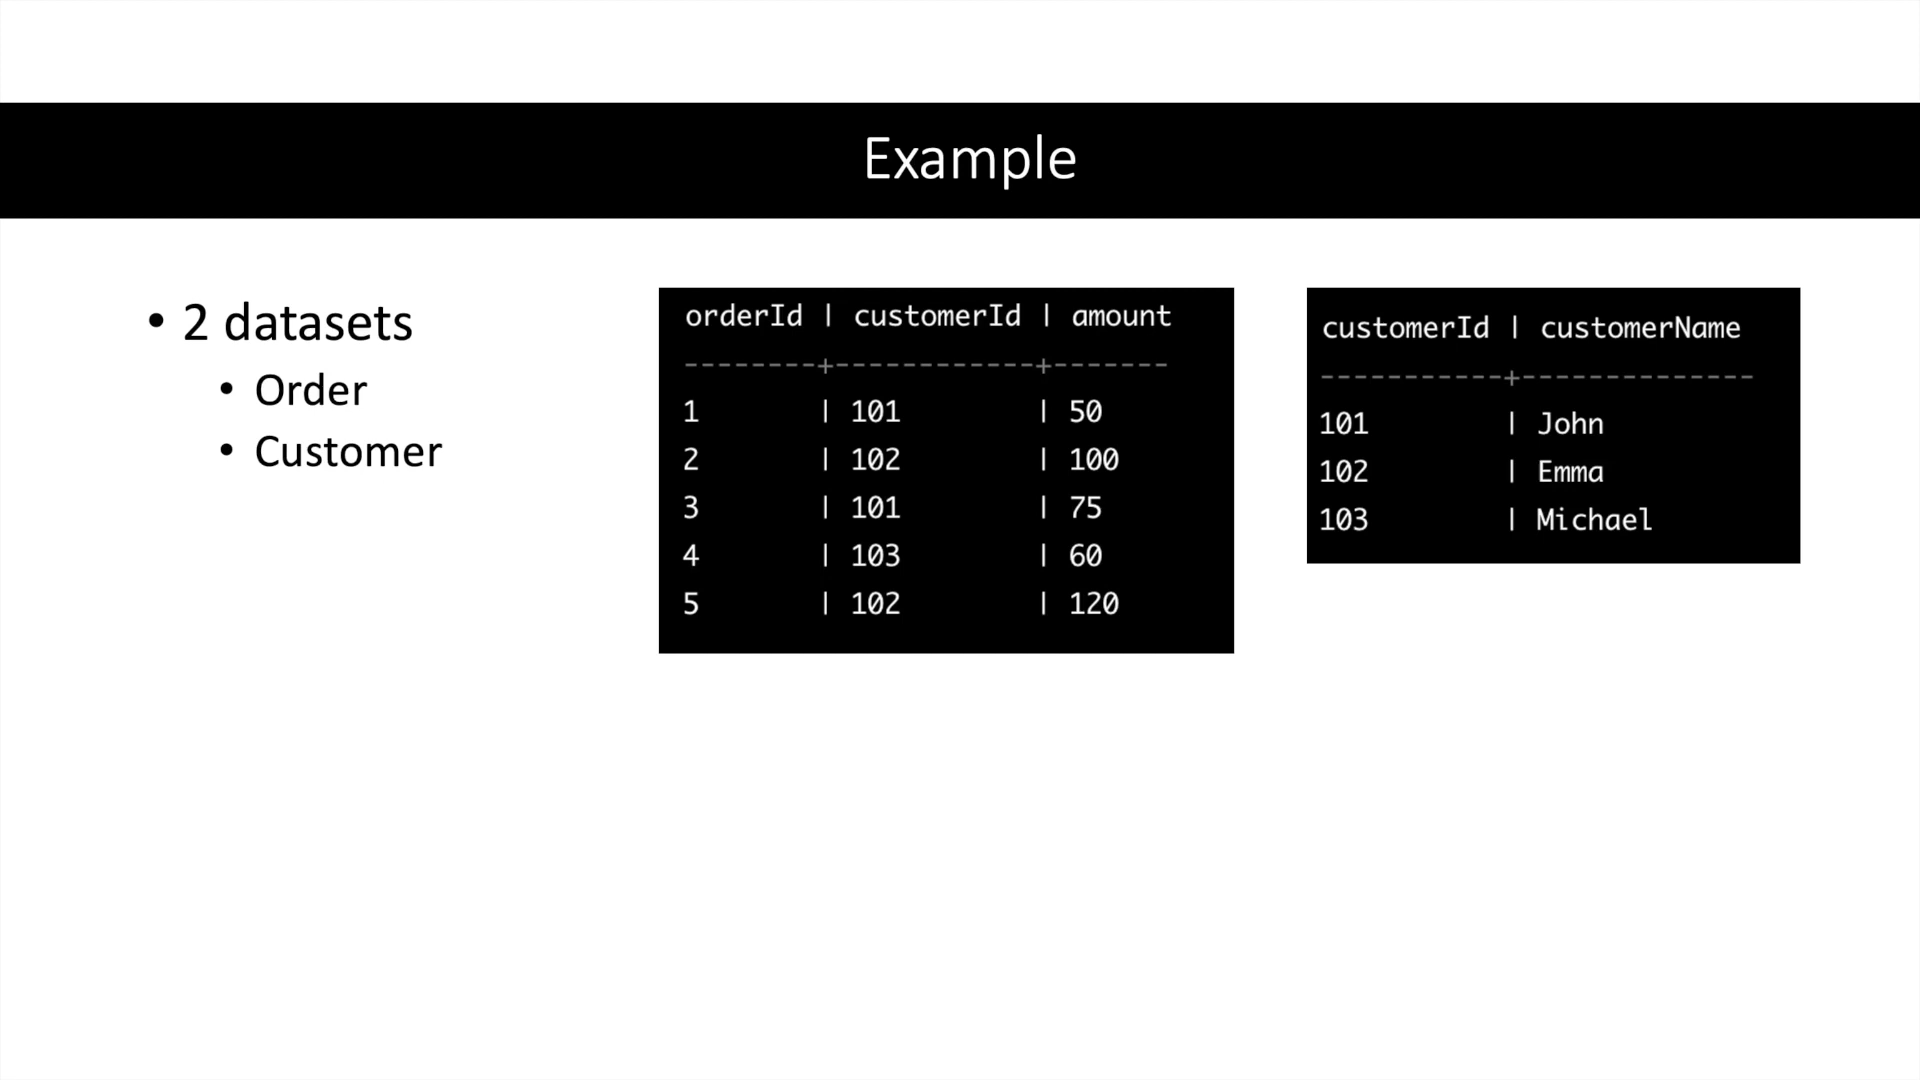 Example
• 2 datasets
• Order
• Customer
orderId | customerId | amount
--------+------------+-------
1 | 101 | 50
2 | 102 | 100
3 | 101 | 75
4 | 103 | 60
5 | 102 | 120
customerId | customerName
-----------+--------------
101 | John
102 | Emma
103 | Michael